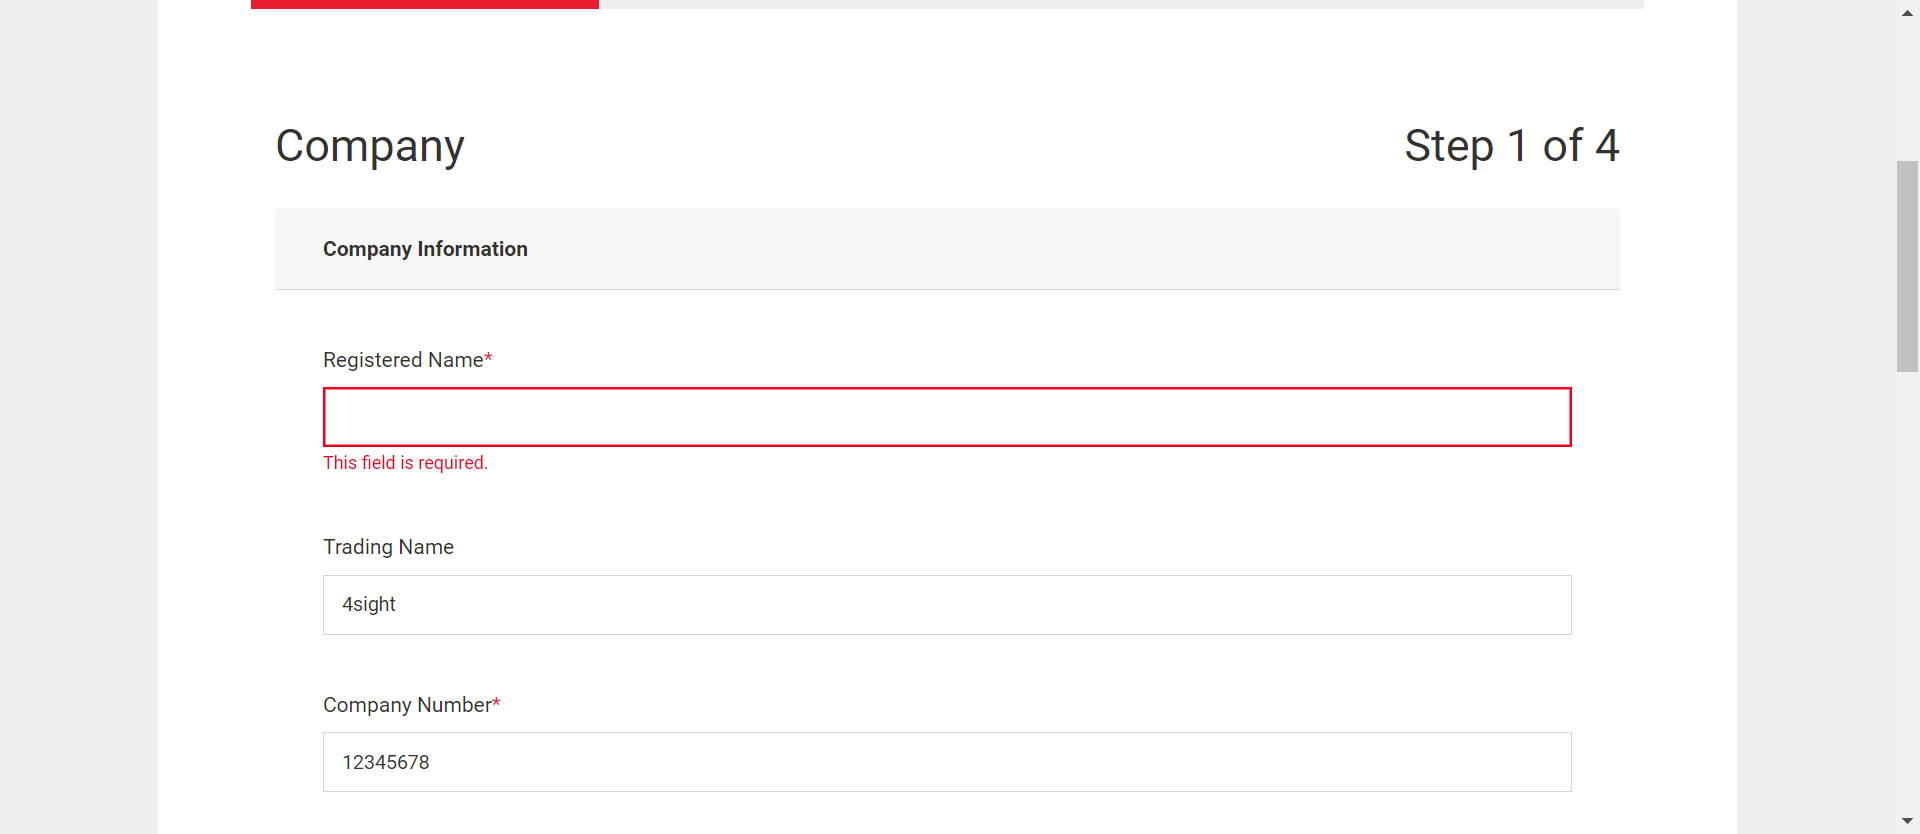 Company
Step 1 of 4
Company Information
Registered Name*
This field is required.
Trading Name
4sight
Company Number*
12345678